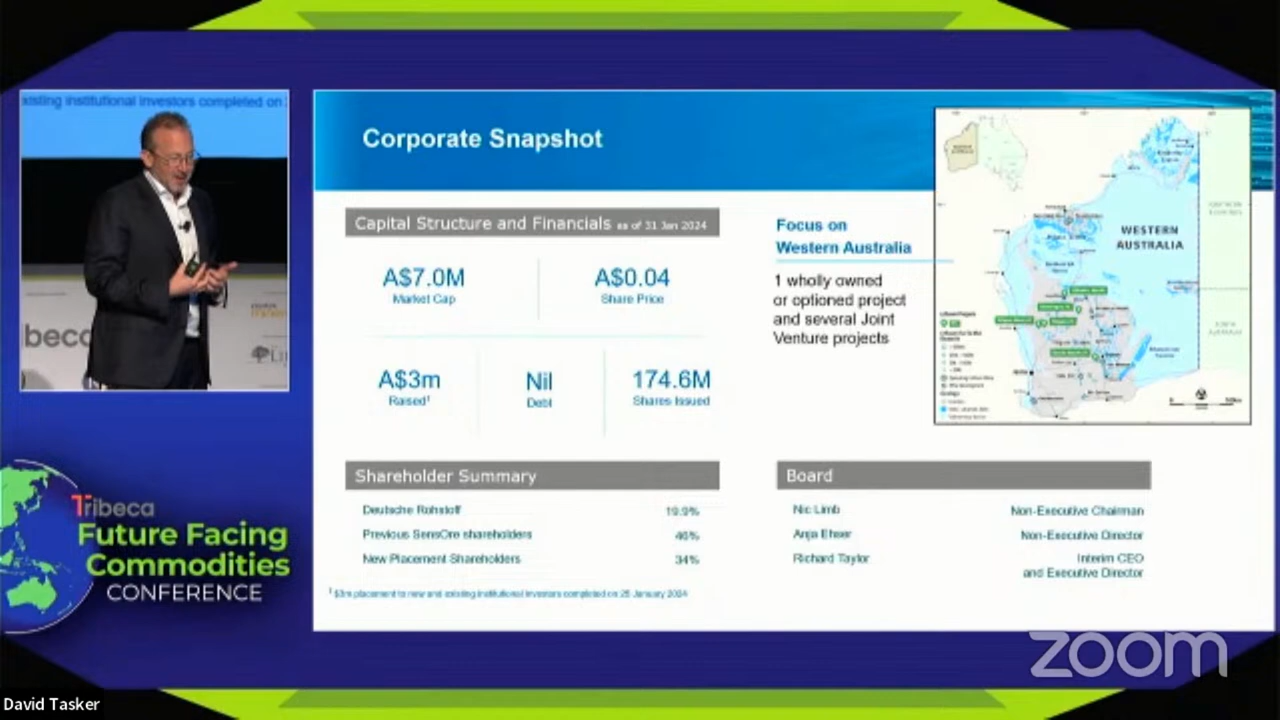 existing institutional investors completed on
Corporate Snapshot
Capital Structure and Financials as of 31 Jan 2024
A$7.0M
Market Cap
A$0.04
Share Price
A$3m
Raised¹
Nil
Debt
174.6M
Shares Issued
Focus on
Western Australia
1 wholly owned
or optioned project
and several Joint
Venture projects
WESTERN
AUSTRALIA
Shareholder Summary
Deutsche Rohstoff 19.9%
Previous SensOre shareholders 46%
New Placement Shareholders 34%
¹ $3m placement to new and existing institutional investors completed on 25 January 2024
Board
Nic Limb Non-Executive Chairman
Anja Ehser Non-Executive Director
Richard Taylor Interim CEO
and Executive Director
Tribeca
Future Facing
Commodities
CONFERENCE
zoom
David Tasker